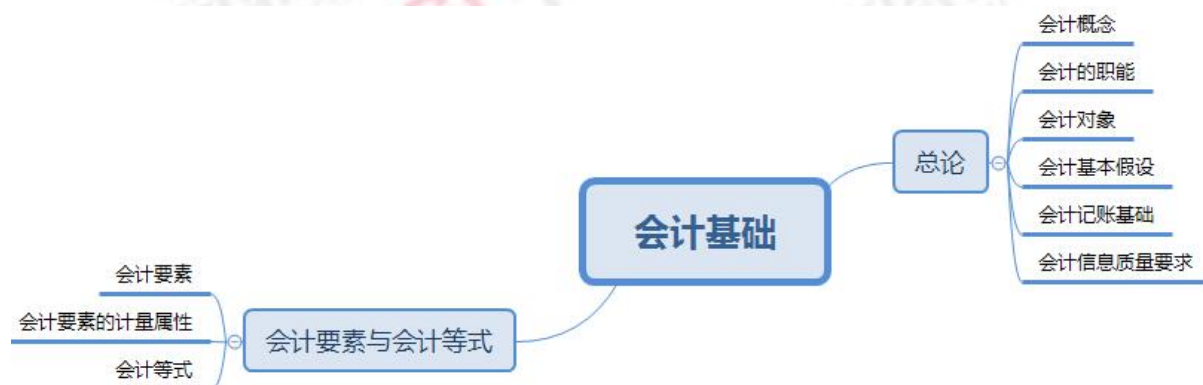 会计概念
会计的职能
会计对象
总论
会计基本假设
会计记账基础
会计信息质量要求
会计基础
会计要素
会计要素的计量属性
会计要素与会计等式
会计等式